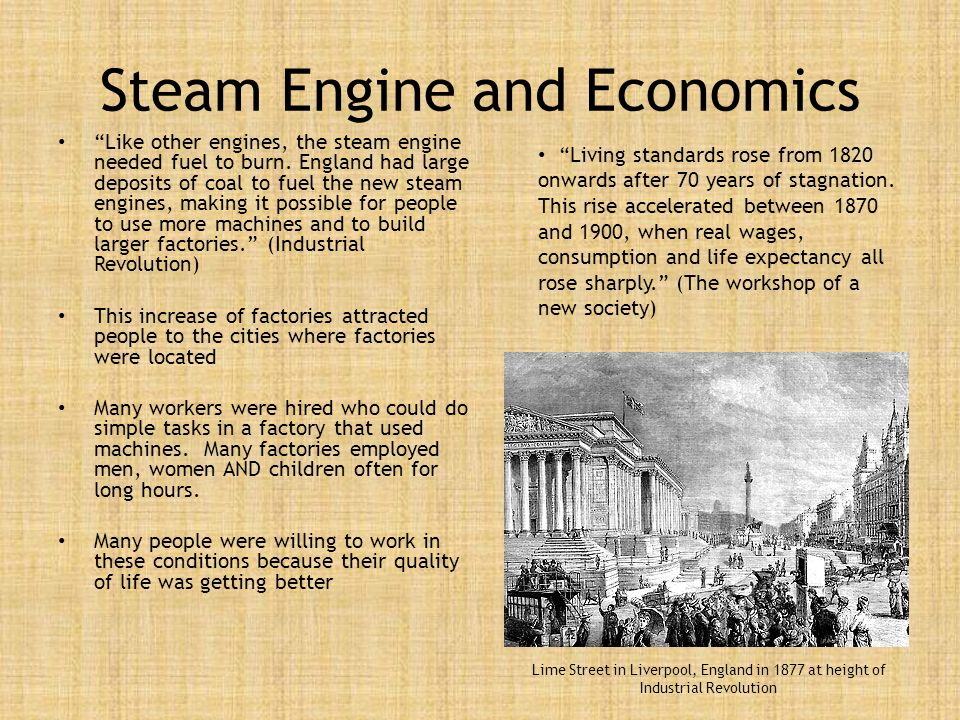 Steam Engine and Economics
• “Like other engines, the steam engine
needed fuel to burn. England had large
deposits of coal to fuel the new steam
engines, making it possible for people
to use more machines and to build
larger factories.” (Industrial
Revolution)
• This increase of factories attracted
people to the cities where factories
were located
• Many workers were hired who could do
simple tasks in a factory that used
machines. Many factories employed
men, women AND children often for
long hours.
• Many people were willing to work in
these conditions because their quality
of life was getting better
• “Living standards rose from 1820
onwards after 70 years of stagnation.
This rise accelerated between 1870
and 1900, when real wages,
consumption and life expectancy all
rose sharply.” (The workshop of a
new society)
Lime Street in Liverpool, England in 1877 at height of
Industrial Revolution